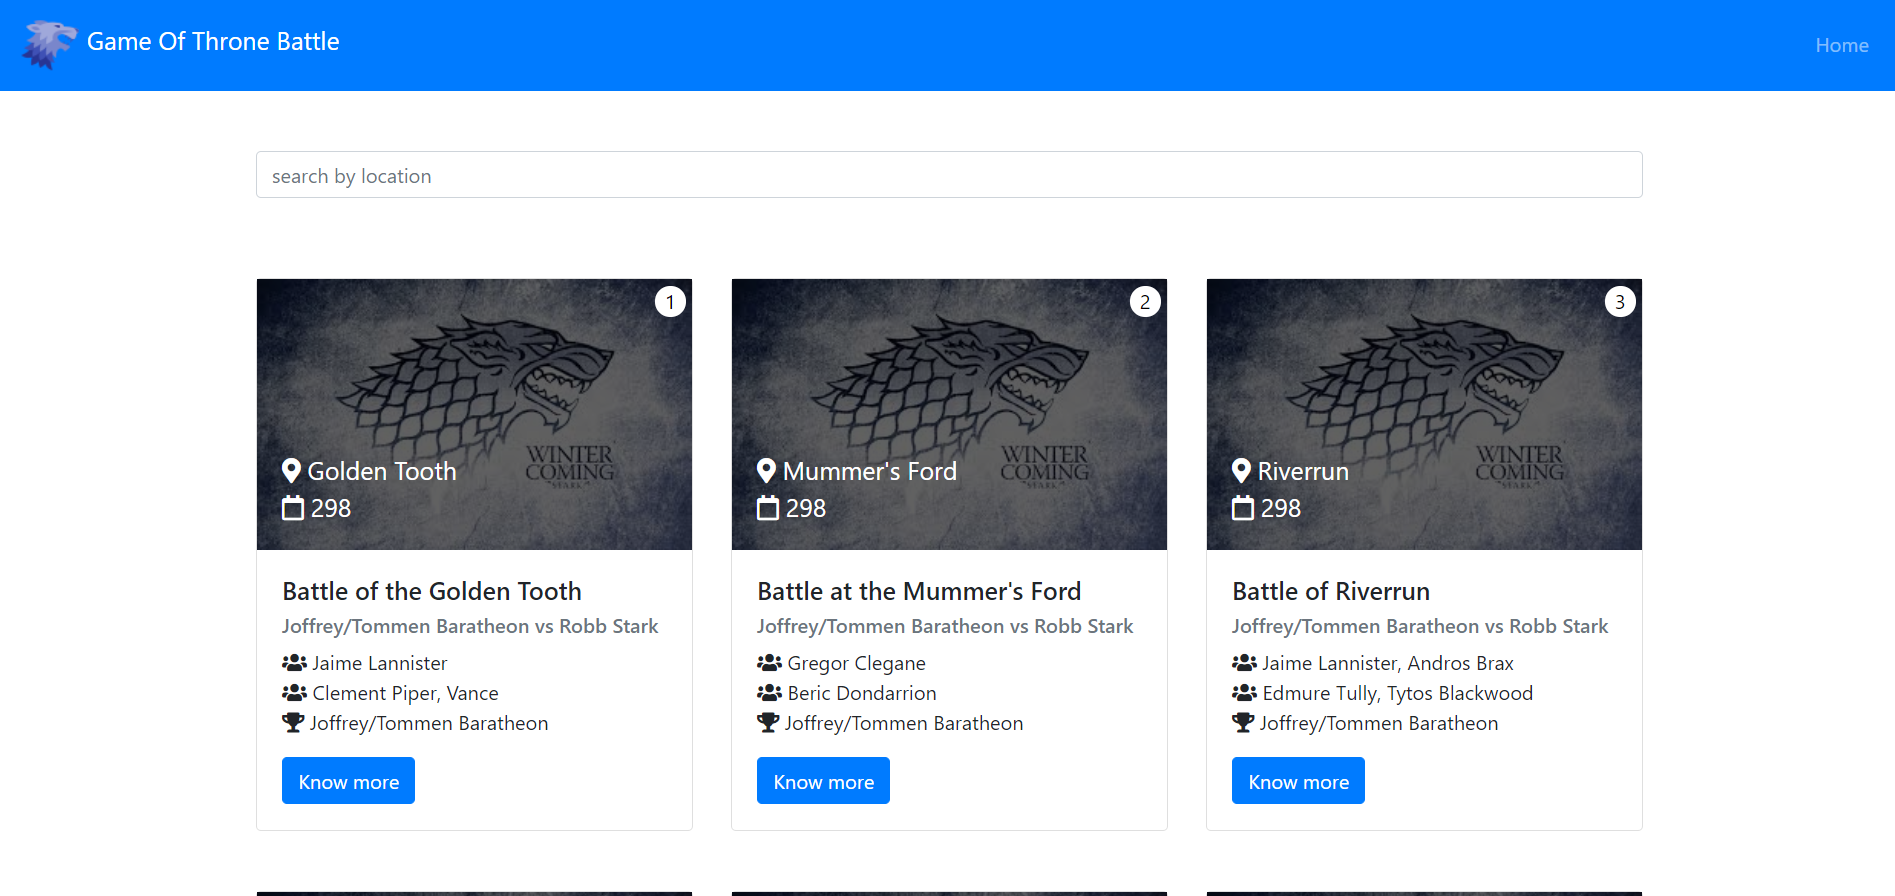 Game Of Throne Battle
Home
search by location
1
WINTER
COMING
STARK
Golden Tooth
298
Battle of the Golden Tooth
Joffrey/Tommen Baratheon vs Robb Stark
Jaime Lannister
Clement Piper, Vance
Joffrey/Tommen Baratheon
Know more
2
WINTER
COMING
STARK
Mummer's Ford
298
Battle at the Mummer's Ford
Joffrey/Tommen Baratheon vs Robb Stark
Gregor Clegane
Beric Dondarrion
Joffrey/Tommen Baratheon
Know more
3
WINTER
COMING
STARK
Riverrun
298
Battle of Riverrun
Joffrey/Tommen Baratheon vs Robb Stark
Jaime Lannister, Andros Brax
Edmure Tully, Tytos Blackwood
Joffrey/Tommen Baratheon
Know more